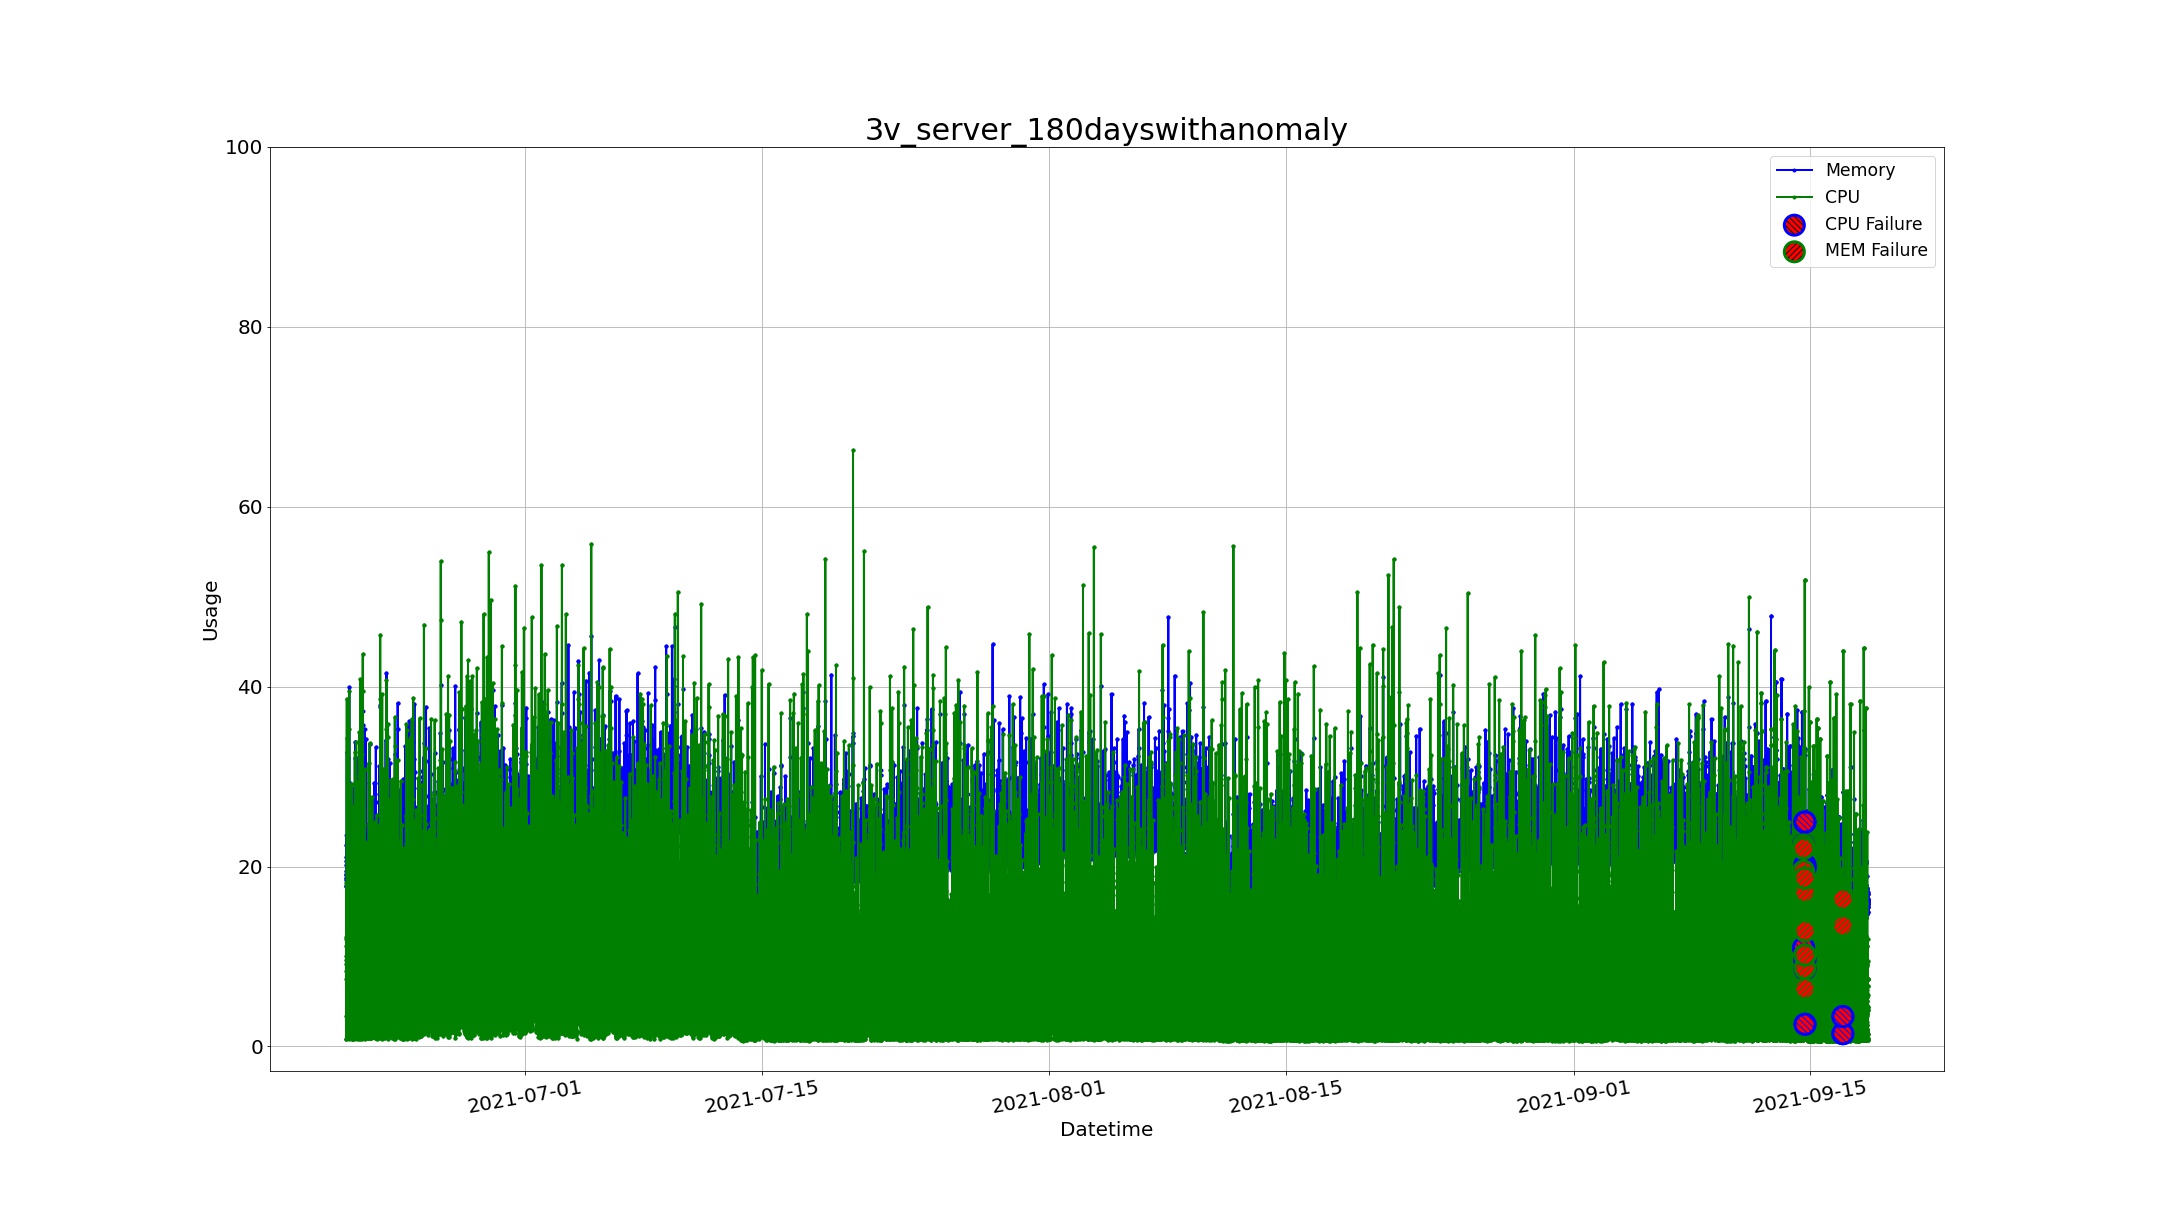 3v_server_180dayswithanomaly
100
80
60
40
20
0
Usage
Memory
CPU
CPU Failure
MEM Failure
2021-07-01
2021-07-15
2021-08-01
2021-08-15
2021-09-01
2021-09-15
Datetime